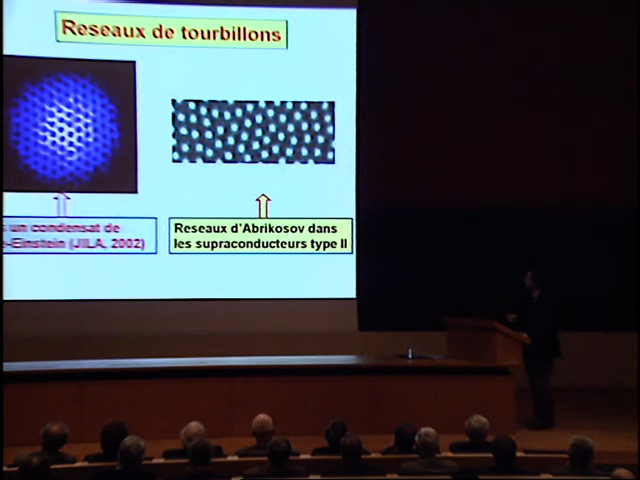 Reseaux de tourbillons
un condensat de
-Einstein (JILA, 2002)
Reseaux d'Abrikosov dans
les supraconducteurs type II